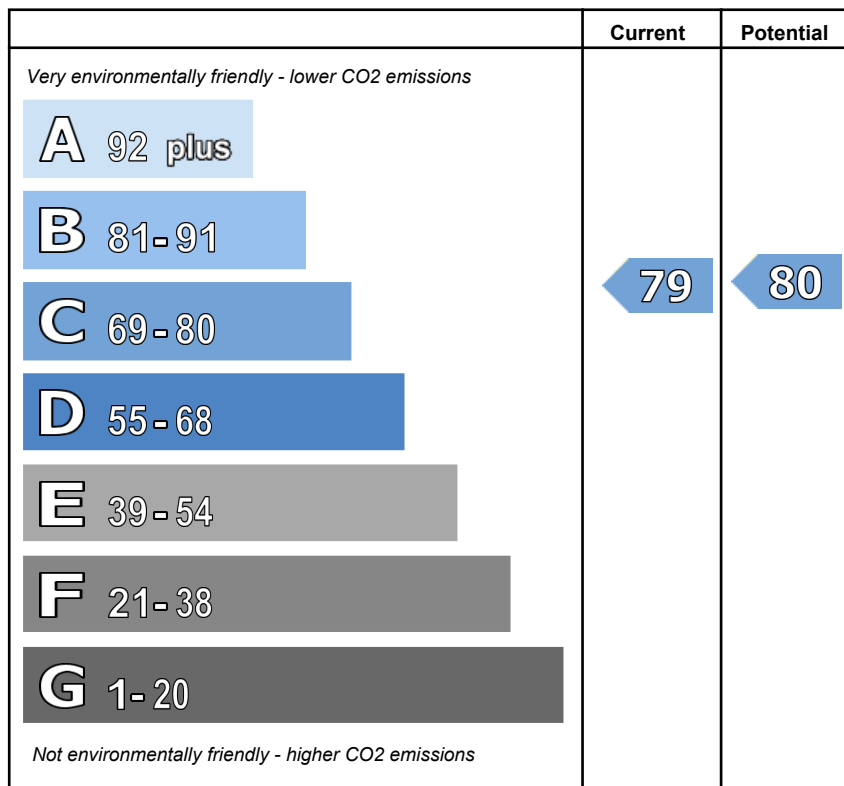 Current Potential
Very environmentally friendly - lower CO2 emissions
A 92 plus
B 81-91
C 69-80
79 80
D 55-68
E 39-54
F 21-38
G 1-20
Not environmentally friendly - higher CO2 emissions